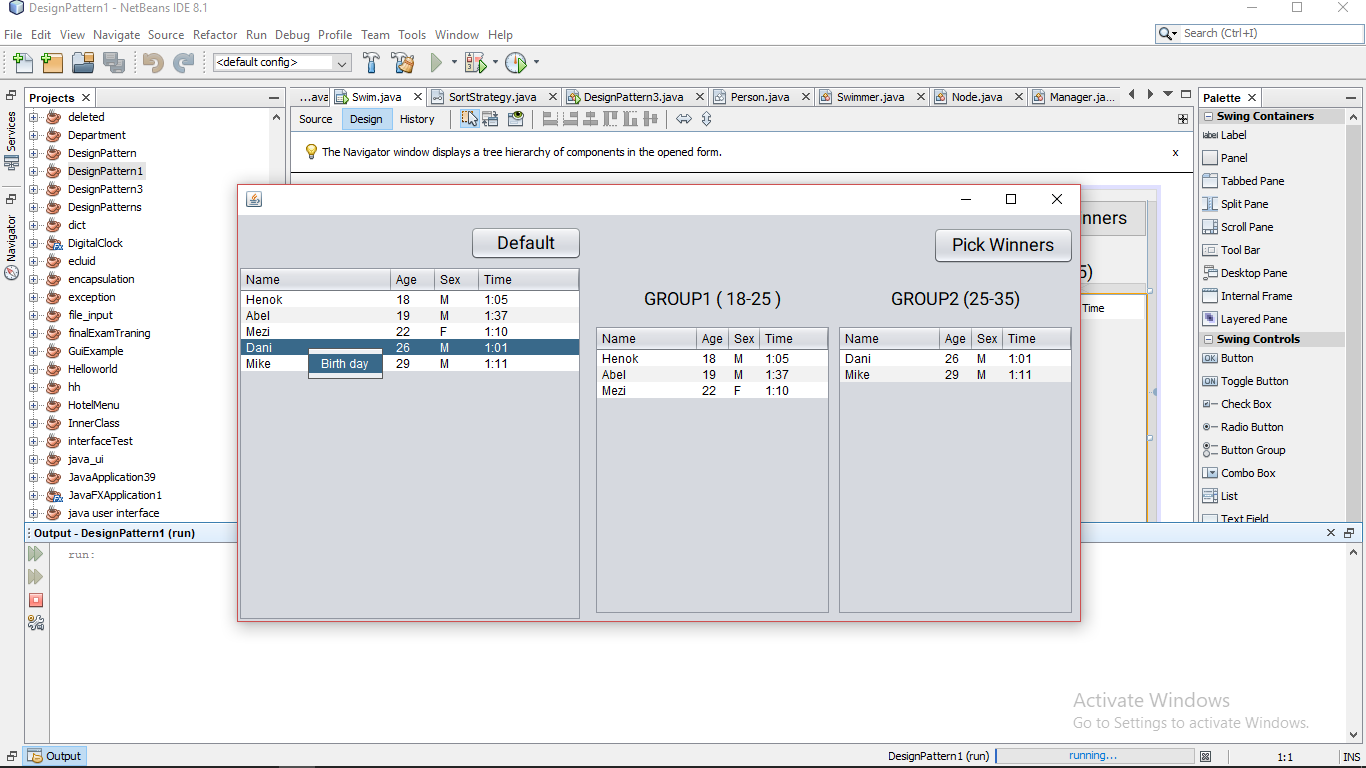 DesignPattern1 - NetBeans IDE 8.1
File Edit View Navigate Source Refactor Run Debug Profile Team Tools Window Help
Search (Ctrl+I)
<default config>
Services
Navigator
Projects
deleted
Department
DesignPattern
DesignPattern1
DesignPattern3
DesignPatterns
dict
DigitalClock
ecluid
encapsulation
exception
file_input
finalExamTraning
GuiExample
Helloworld
hh
HotelMenu
InnerClass
interfaceTest
java_ui
JavaApplication39
JavaFXApplication1
java user interface
...ava Swim.java SortStrategy.java DesignPattern3.java Person.java Swimmer.java Node.java Manager.ja...
Source Design History
The Navigator window displays a tree hierarchy of components in the opened form.
x
nners
5)
Time
Default
Name Age Sex Time
Henok 18 M 1:05
Abel 19 M 1:37
Mezi 22 F 1:10
Dani 26 M 1:01
Mike 29 M 1:11
Birth day
Pick Winners
GROUP1 ( 18-25 )
Name Age Sex Time
Henok 18 M 1:05
Abel 19 M 1:37
Mezi 22 F 1:10
GROUP2 (25-35)
Name Age Sex Time
Dani 26 M 1:01
Mike 29 M 1:11
Palette
Swing Containers
label Label
Panel
Tabbed Pane
Split Pane
Scroll Pane
Tool Bar
Desktop Pane
Internal Frame
Layered Pane
Swing Controls
OK Button
ON Toggle Button
Check Box
Radio Button
Button Group
Combo Box
List
Text Field
Output - DesignPattern1 (run)
run:
Activate Windows
Go to Settings to activate Windows.
Output
DesignPattern1 (run)
running...
1:1
INS